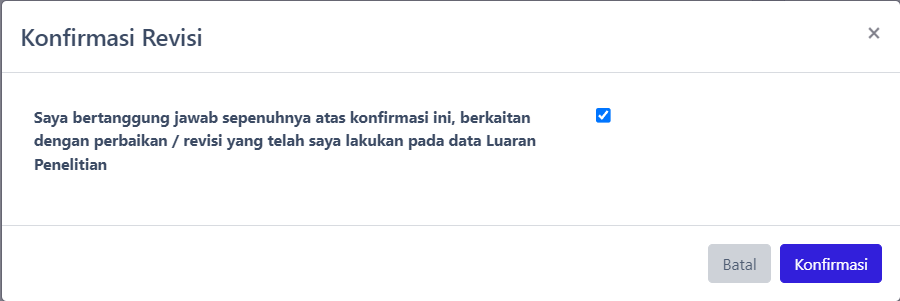 Konfirmasi Revisi
×
Saya bertanggung jawab sepenuhnya atas konfirmasi ini, berkaitan
dengan perbaikan / revisi yang telah saya lakukan pada data Luaran
Penelitian
Batal
Konfirmasi